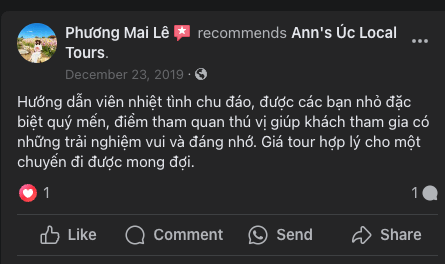 Phương Mai Lê recommends Ann's Úc Local
Tours.
December 23, 2019 ·
Hướng dẫn viên nhiệt tình chu đáo, được các bạn nhỏ đặc
biệt quý mến, điểm tham quan thú vị giúp khách tham gia có
những trải nghiệm vui và đáng nhớ. Giá tour hợp lý cho một
chuyến đi được mong đợi.
1 1
Like Comment Send Share